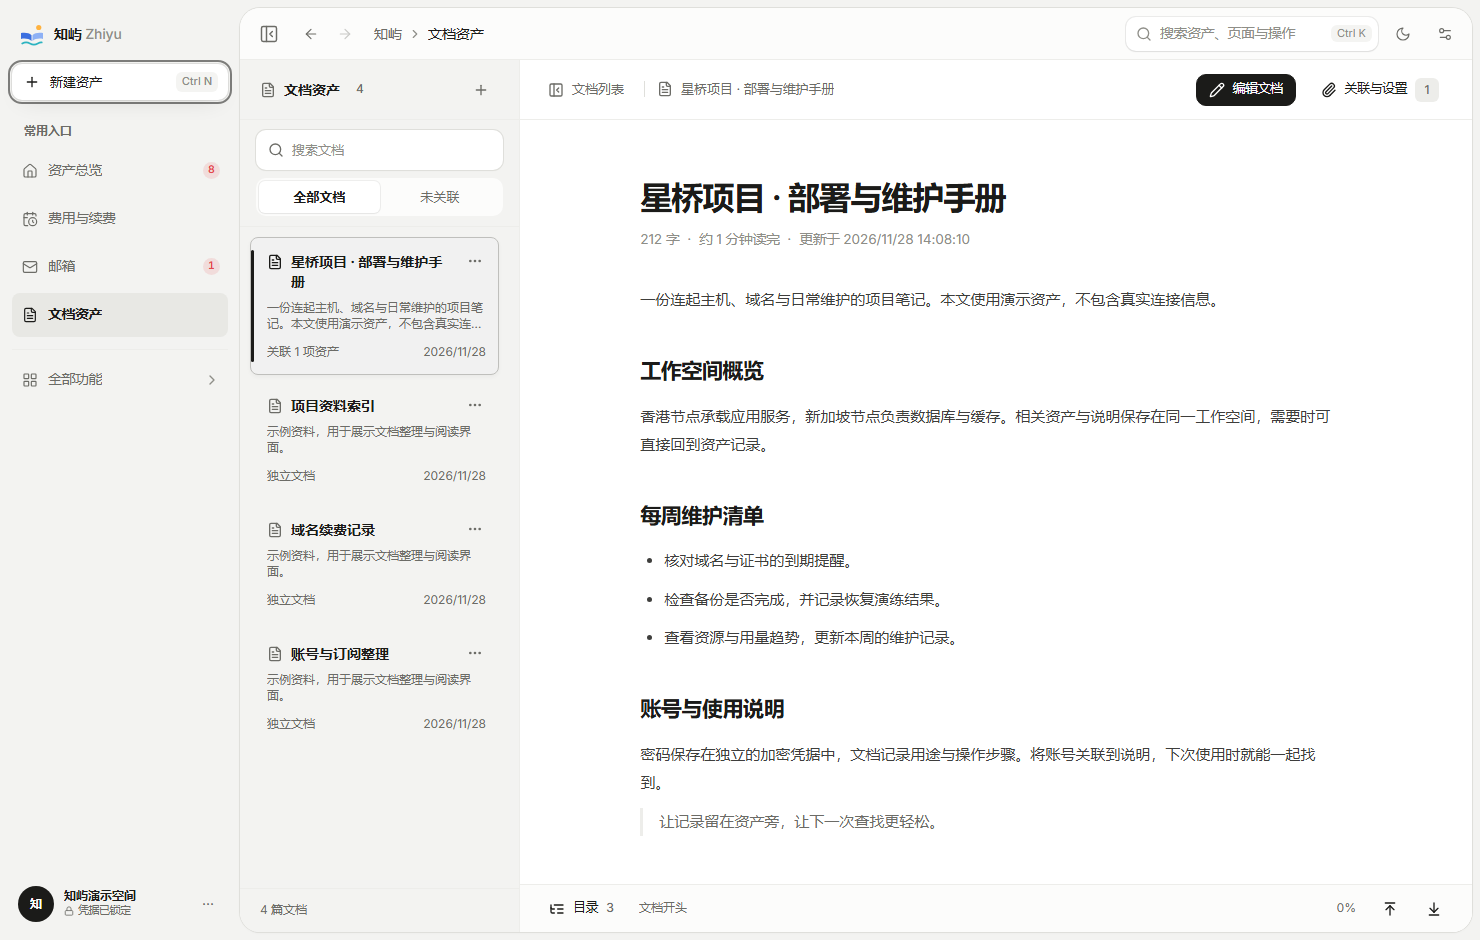 知屿 Zhiyu
新建资产 Ctrl N
常用入口
资产总览 8
费用与续费
邮箱 1
文档资产
全部功能
知
知屿演示空间
凭据已锁定
知屿 > 文档资产
搜索资产、页面与操作 Ctrl K
文档资产 4
搜索文档
全部文档 未关联
星桥项目 · 部署与维护手
册
一份连起主机、域名与日常维护的项目笔
记。本文使用演示资产，不包含真实连...
关联 1 项资产 2026/11/28
项目资料索引
示例资料，用于展示文档整理与阅读界
面。
独立文档 2026/11/28
域名续费记录
示例资料，用于展示文档整理与阅读界
面。
独立文档 2026/11/28
账号与订阅整理
示例资料，用于展示文档整理与阅读界
面。
独立文档 2026/11/28
4 篇文档
文档列表 星桥项目 · 部署与维护手册
编辑文档 关联与设置 1
星桥项目 · 部署与维护手册
212 字 · 约 1 分钟读完 · 更新于 2026/11/28 14:08:10
一份连起主机、域名与日常维护的项目笔记。本文使用演示资产，不包含真实连接信息。
工作空间概览
香港节点承载应用服务，新加坡节点负责数据库与缓存。相关资产与说明保存在同一工作空间，需要时可
直接回到资产记录。
每周维护清单
• 核对域名与证书的到期提醒。
• 检查备份是否完成，并记录恢复演练结果。
• 查看资源与用量趋势，更新本周的维护记录。
账号与使用说明
密码保存在独立的加密凭据中，文档记录用途与操作步骤。将账号关联到说明，下次使用时就能一起找
到。
让记录留在资产旁，让下一次查找更轻松。
目录 3 文档开头 0%